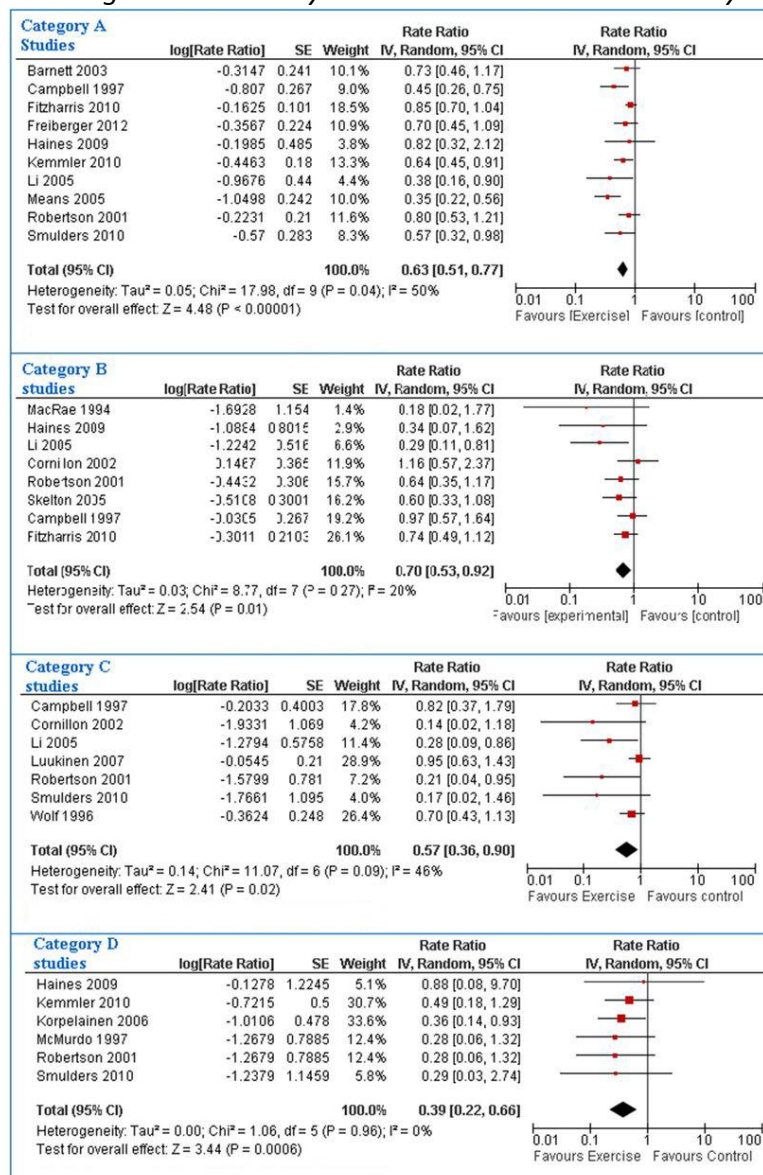 Category A Studies log[Rate Ratio] SE Weight Rate Ratio IV, Random, 95% CI Rate Ratio IV, Random, 95% CI
Barnett 2003 -0.3147 0.241 10.1% 0.73 [0.46, 1.17]
Campbell 1997 -0.807 0.267 9.0% 0.45 [0.26, 0.75]
Fitzharris 2010 -0.1625 0.101 18.5% 0.85 [0.70, 1.04]
Freiberger 2012 -0.3567 0.224 10.9% 0.70 [0.45, 1.09]
Haines 2009 -0.1985 0.485 3.8% 0.82 [0.32, 2.12]
Kemmler 2010 -0.4463 0.18 13.3% 0.64 [0.45, 0.91]
Li 2005 -0.9676 0.44 4.4% 0.38 [0.16, 0.90]
Means 2005 -1.0498 0.242 10.0% 0.35 [0.22, 0.56]
Robertson 2001 -0.2231 0.21 11.6% 0.80 [0.53, 1.21]
Smulders 2010 -0.57 0.283 8.3% 0.57 [0.32, 0.98]
Total (95% CI) 100.0% 0.63 [0.51, 0.77]
Heterogeneity: Tau² = 0.05; Chi² = 17.98, df = 9 (P = 0.04); I² = 50%
Test for overall effect: Z = 4.48 (P < 0.00001)
0.01 0.1 1 10 100
Favours [Exercise] Favours [control]
Category B studies log[Rate Ratio] SE Weight Rate Ratio IV, Random, 95% CI Rate Ratio IV, Random, 95% CI
MacRae 1994 -1.6928 1.154 1.4% 0.18 [0.02, 1.77]
Haines 2009 -1.0884 0.8015 2.9% 0.34 [0.07, 1.62]
Li 2005 -1.2242 0.516 6.6% 0.29 [0.11, 0.81]
Cornillon 2002 0.1467 0.365 11.9% 1.16 [0.57, 2.37]
Robertson 2001 -0.4432 0.306 15.7% 0.64 [0.35, 1.17]
Skelton 2005 -0.5108 0.3001 16.2% 0.60 [0.33, 1.08]
Campbell 1997 -0.0305 0.267 19.2% 0.97 [0.57, 1.64]
Fitzharris 2010 -0.3011 0.2103 26.1% 0.74 [0.49, 1.12]
Total (95% CI) 100.0% 0.70 [0.53, 0.92]
Heterogeneity: Tau² = 0.03; Chi² = 8.77, df = 7 (P = 0.27); I² = 20%
Test for overall effect: Z = 2.54 (P = 0.01)
0.01 0.1 1 10 100
Favours [experimental] Favours [control]
Category C studies log[Rate Ratio] SE Weight Rate Ratio IV, Random, 95% CI Rate Ratio IV, Random, 95% CI
Campbell 1997 -0.2033 0.4003 17.8% 0.82 [0.37, 1.79]
Cornillon 2002 -1.9331 1.069 4.2% 0.14 [0.02, 1.18]
Li 2005 -1.2794 0.5758 11.4% 0.28 [0.09, 0.86]
Luukinen 2007 -0.0545 0.21 28.9% 0.95 [0.63, 1.43]
Robertson 2001 -1.5799 0.781 7.2% 0.21 [0.04, 0.95]
Smulders 2010 -1.7661 1.095 4.0% 0.17 [0.02, 1.46]
Wolf 1996 -0.3624 0.248 26.4% 0.70 [0.43, 1.13]
Total (95% CI) 100.0% 0.57 [0.36, 0.90]
Heterogeneity: Tau² = 0.14; Chi² = 11.07, df = 6 (P = 0.09); I² = 46%
Test for overall effect: Z = 2.41 (P = 0.02)
0.01 0.1 1 10 100
Favours Exercise Favours control
Category D studies log[Rate Ratio] SE Weight Rate Ratio IV, Random, 95% CI Rate Ratio IV, Random, 95% CI
Haines 2009 -0.1278 1.2245 5.1% 0.88 [0.08, 9.70]
Kemmler 2010 -0.7215 0.5 30.7% 0.49 [0.18, 1.29]
Korpelainen 2006 -1.0106 0.478 33.6% 0.36 [0.14, 0.93]
McMurdo 1997 -1.2679 0.7885 12.4% 0.28 [0.06, 1.32]
Robertson 2001 -1.2679 0.7885 12.4% 0.28 [0.06, 1.32]
Smulders 2010 -1.2379 1.1459 5.8% 0.29 [0.03, 2.74]
Total (95% CI) 100.0% 0.39 [0.22, 0.66]
Heterogeneity: Tau² = 0.00; Chi² = 1.06, df = 5 (P = 0.96); I² = 0%
Test for overall effect: Z = 3.44 (P = 0.0006)
0.01 0.1 1 10 100
Favours Exercise Favours Control